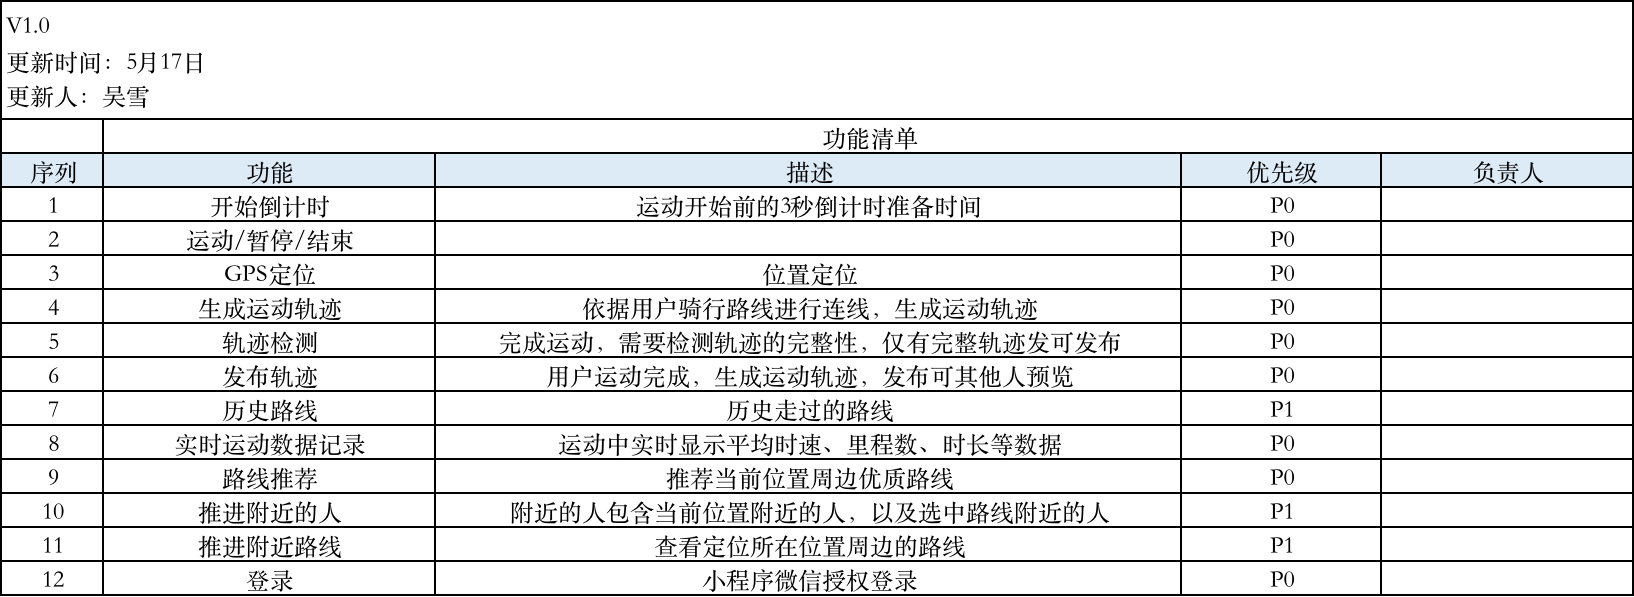 V1.0
更新时间：5月17日
更新人：吴雪
功能清单
序列 功能 描述 优先级 负责人
1 开始倒计时 运动开始前的3秒倒计时准备时间 P0
2 运动/暂停/结束 P0
3 GPS定位 位置定位 P0
4 生成运动轨迹 依据用户骑行路线进行连线，生成运动轨迹 P0
5 轨迹检测 完成运动，需要检测轨迹的完整性，仅有完整轨迹发可发布 P0
6 发布轨迹 用户运动完成，生成运动轨迹，发布可其他人预览 P0
7 历史路线 历史走过的路线 P1
8 实时运动数据记录 运动中实时显示平均时速、里程数、时长等数据 P0
9 路线推荐 推荐当前位置周边优质路线 P0
10 推进附近的人 附近的人包含当前位置附近的人，以及选中路线附近的人 P1
11 推进附近路线 查看定位所在位置周边的路线 P1
12 登录 小程序微信授权登录 P0